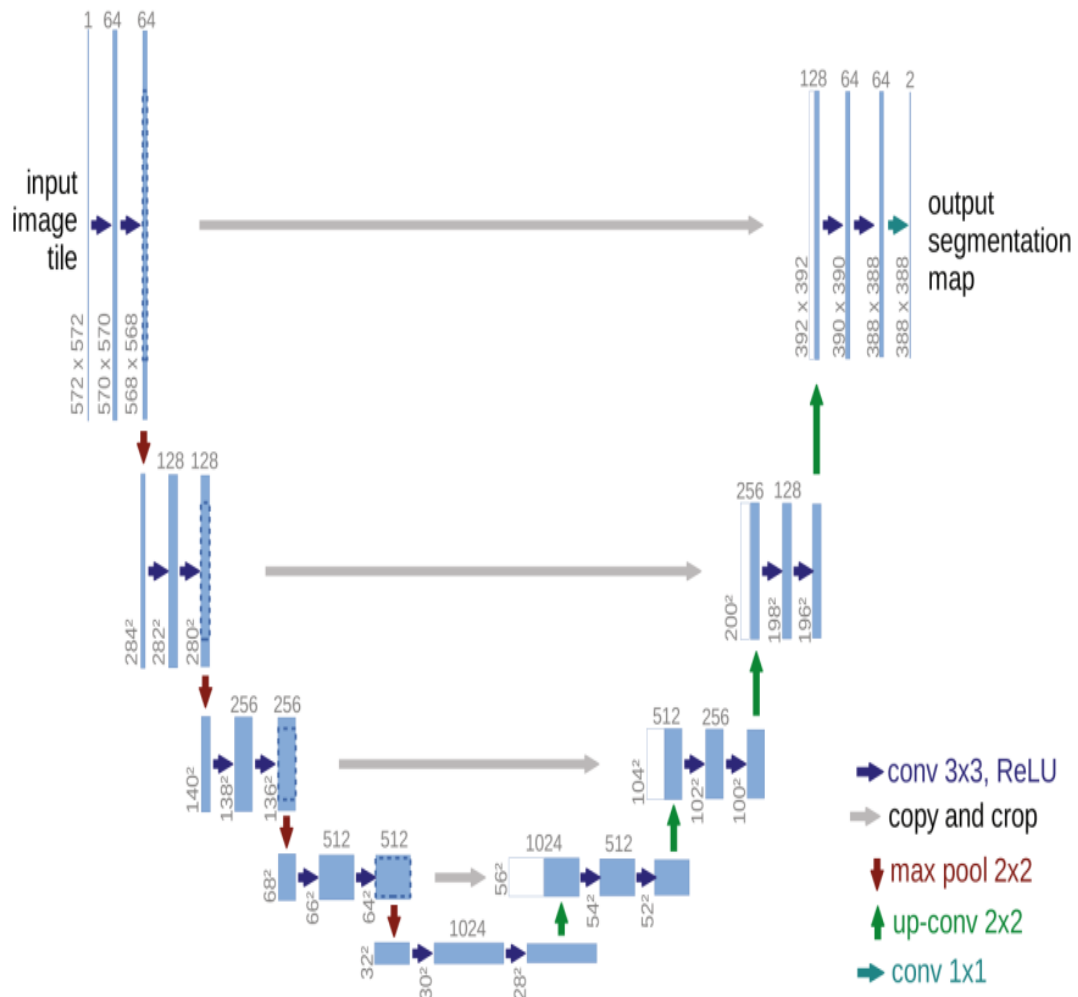 1 64 64
128 64 64 2
input
image
tile
output
segmentation
map
572 x 572
570 x 570
568 x 568
392 x 392
390 x 390
388 x 388
388 x 388
128 128
256 128
284²
282²
280²
200²
198²
196²
256 256
512 256
140²
138²
136²
104²
102²
100²
conv 3x3, ReLU
copy and crop
max pool 2x2
up-conv 2x2
conv 1x1
512 512
1024 512
68²
66²
64²
56²
54²
52²
1024
32²
30²
28²